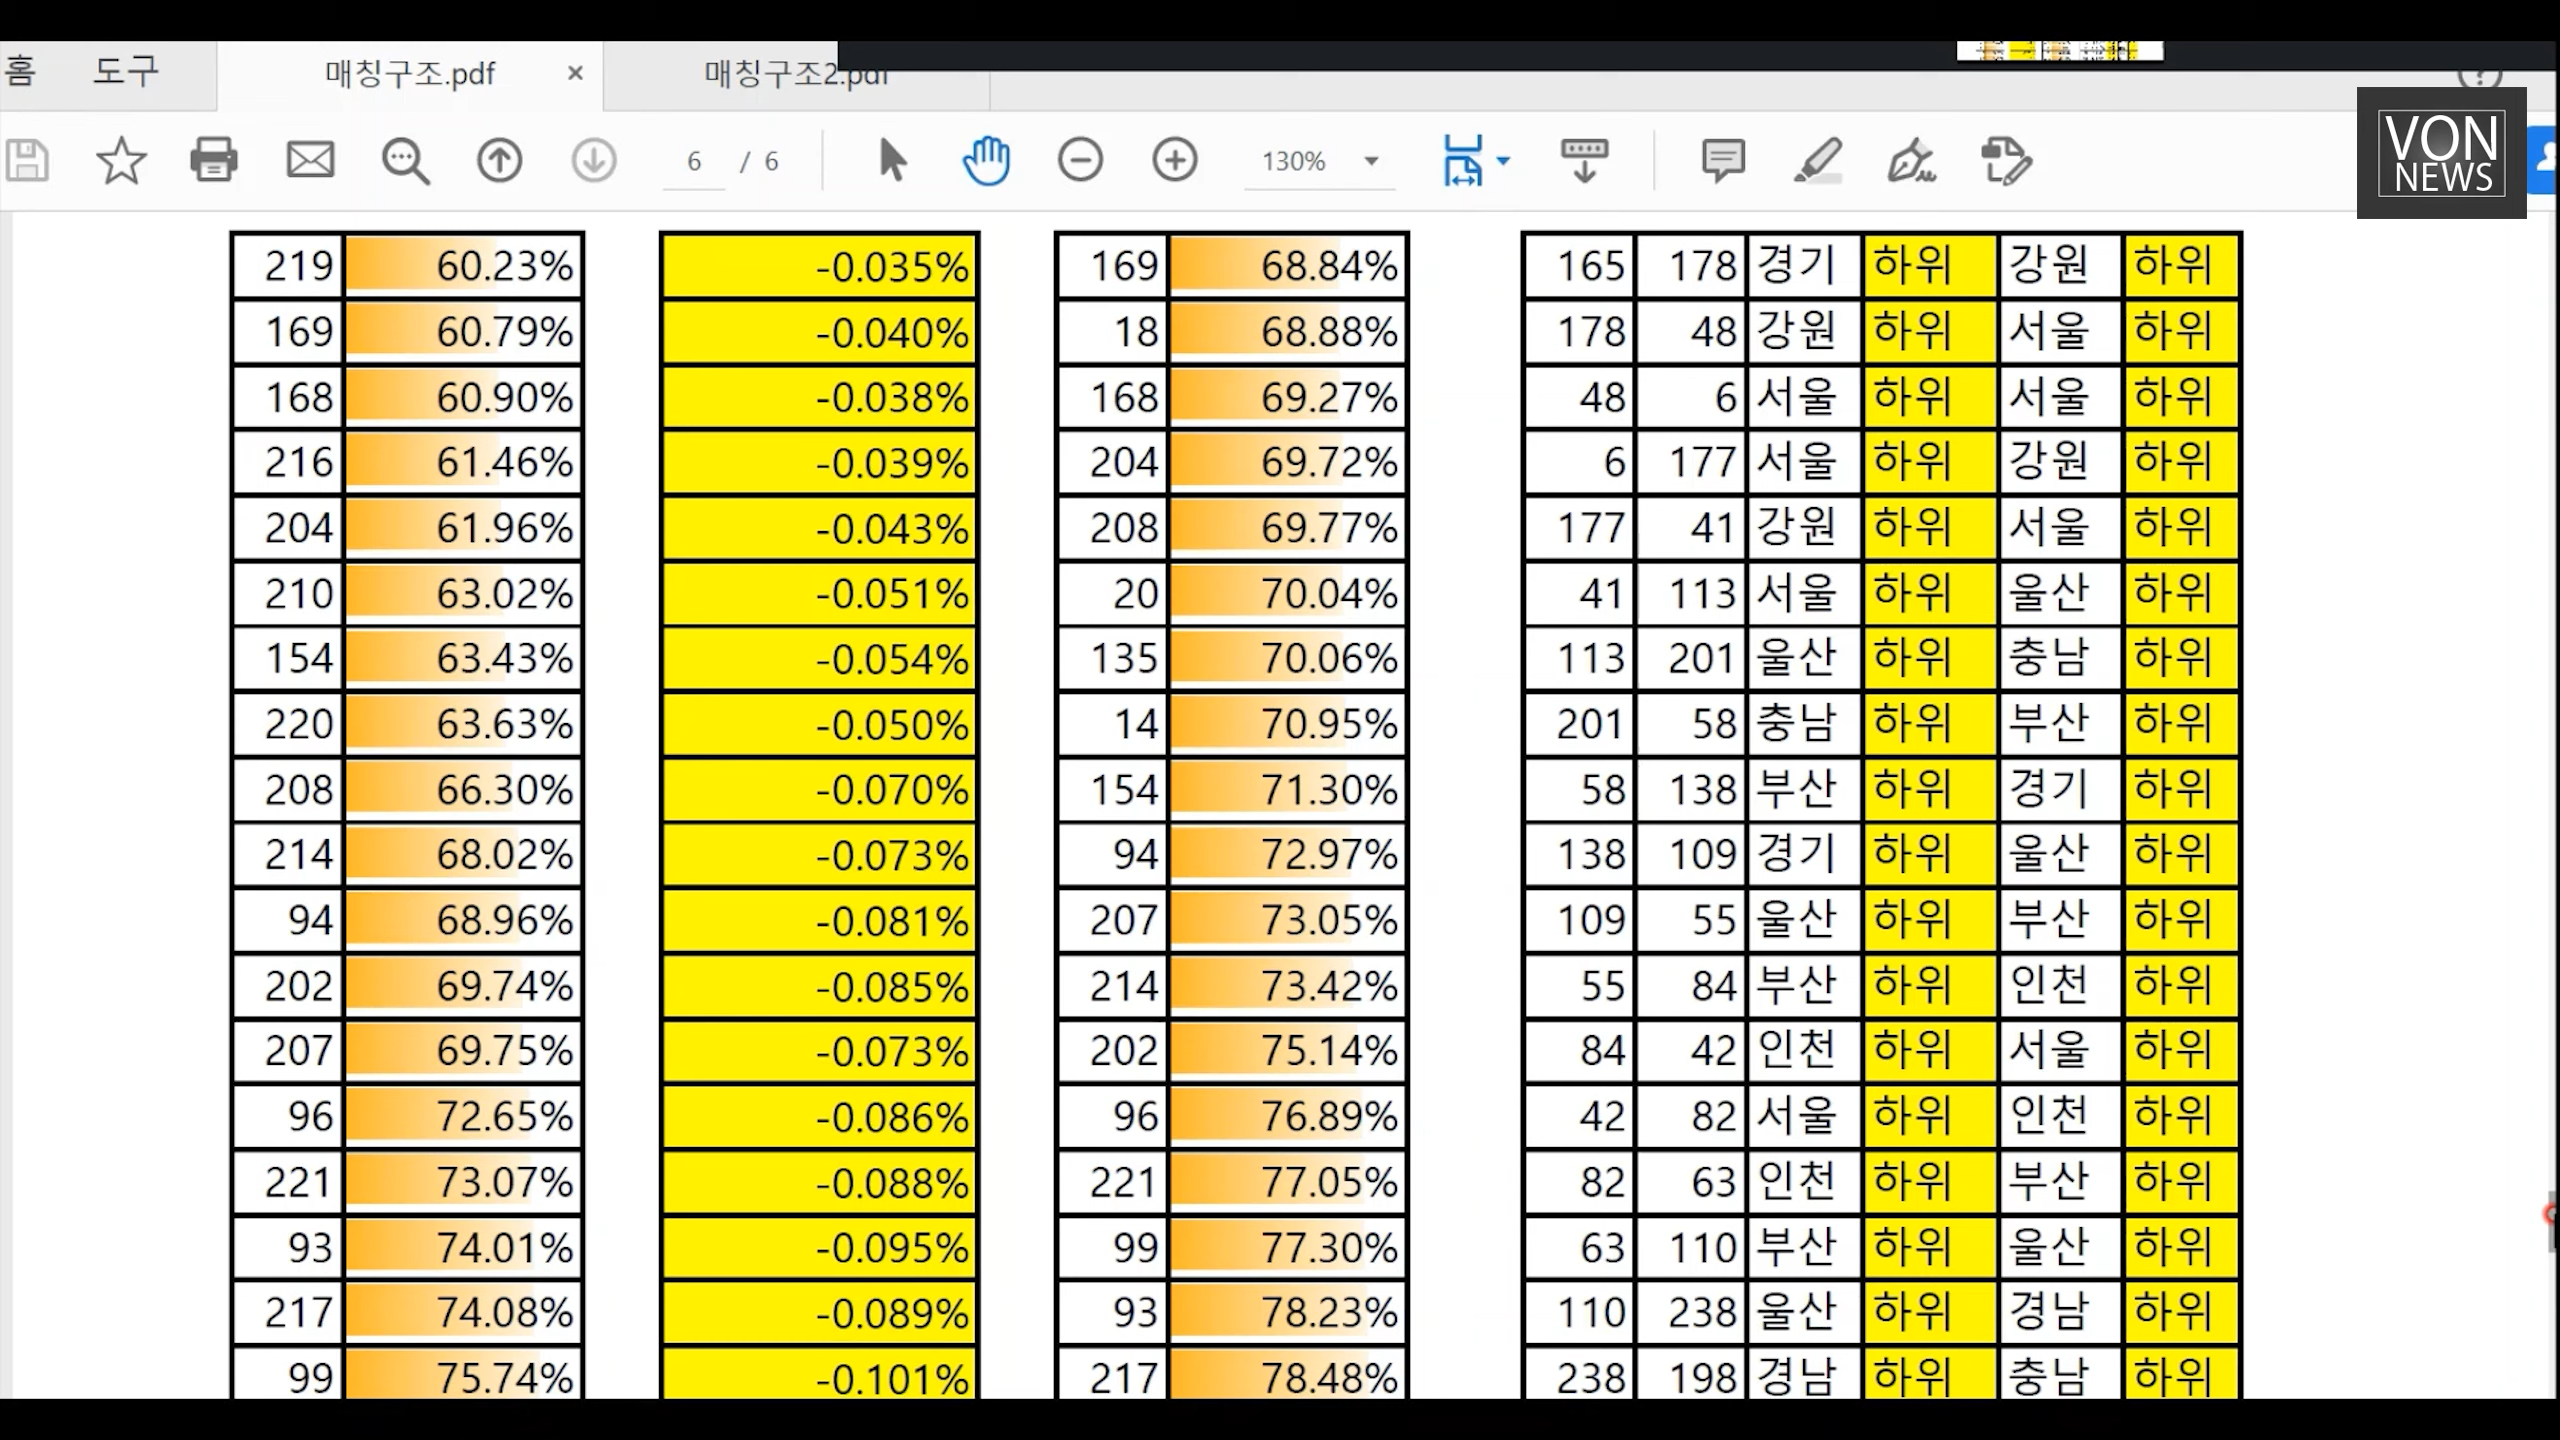 홈 도구 매칭구조.pdf × 매칭구조2.pdf
6 / 6 130%
VON
NEWS
219 60.23% -0.035% 169 68.84% 165 178 경기 하위 강원 하위
169 60.79% -0.040% 18 68.88% 178 48 강원 하위 서울 하위
168 60.90% -0.038% 168 69.27% 48 6 서울 하위 서울 하위
216 61.46% -0.039% 204 69.72% 6 177 서울 하위 강원 하위
204 61.96% -0.043% 208 69.77% 177 41 강원 하위 서울 하위
210 63.02% -0.051% 20 70.04% 41 113 서울 하위 울산 하위
154 63.43% -0.054% 135 70.06% 113 201 울산 하위 충남 하위
220 63.63% -0.050% 14 70.95% 201 58 충남 하위 부산 하위
208 66.30% -0.070% 154 71.30% 58 138 부산 하위 경기 하위
214 68.02% -0.073% 94 72.97% 138 109 경기 하위 울산 하위
94 68.96% -0.081% 207 73.05% 109 55 울산 하위 부산 하위
202 69.74% -0.085% 214 73.42% 55 84 부산 하위 인천 하위
207 69.75% -0.073% 202 75.14% 84 42 인천 하위 서울 하위
96 72.65% -0.086% 96 76.89% 42 82 서울 하위 인천 하위
221 73.07% -0.088% 221 77.05% 82 63 인천 하위 부산 하위
93 74.01% -0.095% 99 77.30% 63 110 부산 하위 울산 하위
217 74.08% -0.089% 93 78.23% 110 238 울산 하위 경남 하위
99 75.74% -0.101% 217 78.48% 238 198 경남 하위 충남 하위